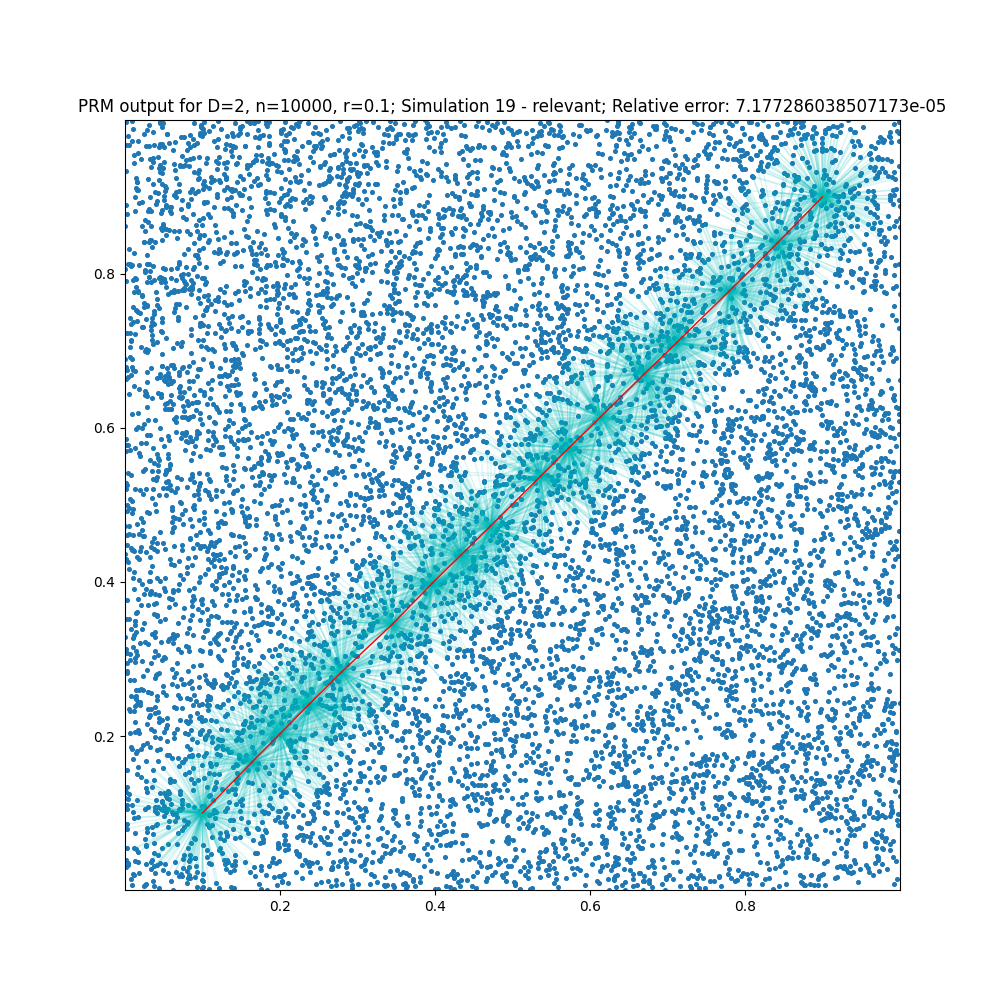 PRM output for D=2, n=10000, r=0.1; Simulation 19 - relevant; Relative error: 7.177286038507173e-05
0.8
0.6
0.4
0.2
0.2 0.4 0.6 0.8